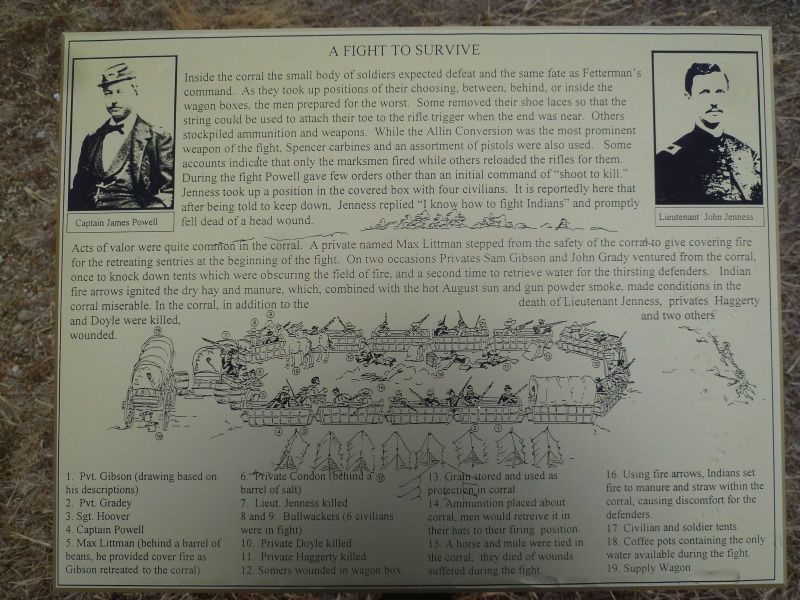 A FIGHT TO SURVIVE
Inside the corral the small body of soldiers expected defeat and the same fate as Fetterman's
command. As they took up positions of their choosing, between, behind, or inside the
wagon boxes, the men prepared for the worst. Some removed their shoe laces so that the
string could be used to attach their toe to the rifle trigger when the end was near. Others
stockpiled ammunition and weapons. While the Allin Conversion was the most prominent
weapon of the fight, Spencer carbines and an assortment of pistols were also used. Some
accounts indicate that only the marksmen fired while others reloaded the rifles for them.
During the fight Powell gave few orders other than an initial command of "shoot to kill."
Jenness took up a position in the covered box with four civilians. It is reportedly here that
after being told to keep down, Jenness replied "I know how to fight Indians" and promptly
fell dead of a head wound.
Captain James Powell
Lieutenant John Jenness
Acts of valor were quite common in the corral. A private named Max Littman stepped from the safety of the corral to give covering fire
for the retreating sentries at the beginning of the fight. On two occasions Privates Sam Gibson and John Grady ventured from the corral,
once to knock down tents which were obscuring the field of fire, and a second time to retrieve water for the thirsting defenders. Indian
fire arrows ignited the dry hay and manure, which, combined with the hot August sun and gun powder smoke, made conditions in the
corral miserable. In the corral, in addition to the death of Lieutenant Jenness, privates Haggerty
and Doyle were killed, and two others
wounded.
1. Pvt. Gibson (drawing based on
his descriptions)
2. Pvt. Gradey
3. Sgt. Hoover
4. Captain Powell
5. Max Littman (behind a barrel of
beans, he provided cover fire as
Gibson retreated to the corral).
6. Private Condon (behind a
barrel of salt)
7. Lieut. Jenness killed
8 and 9. Bullwackers (6 civilians
were in fight)
10. Private Doyle killed
11. Private Haggerty killed
12. Somers wounded in wagon box
13. Grain stored and used as
protection in corral
14. Ammunition placed about
corral, men would retreive it in
their hats to their firing position.
15. A horse and mule were tied in
the corral. they died of wounds
suffered during the fight.
16. Using fire arrows, Indians set
fire to manure and straw within the
corral, causing discomfort for the
defenders.
17. Civilian and soldier tents.
18. Coffee pots containing the only
water available during the fight.
19. Supply Wagon